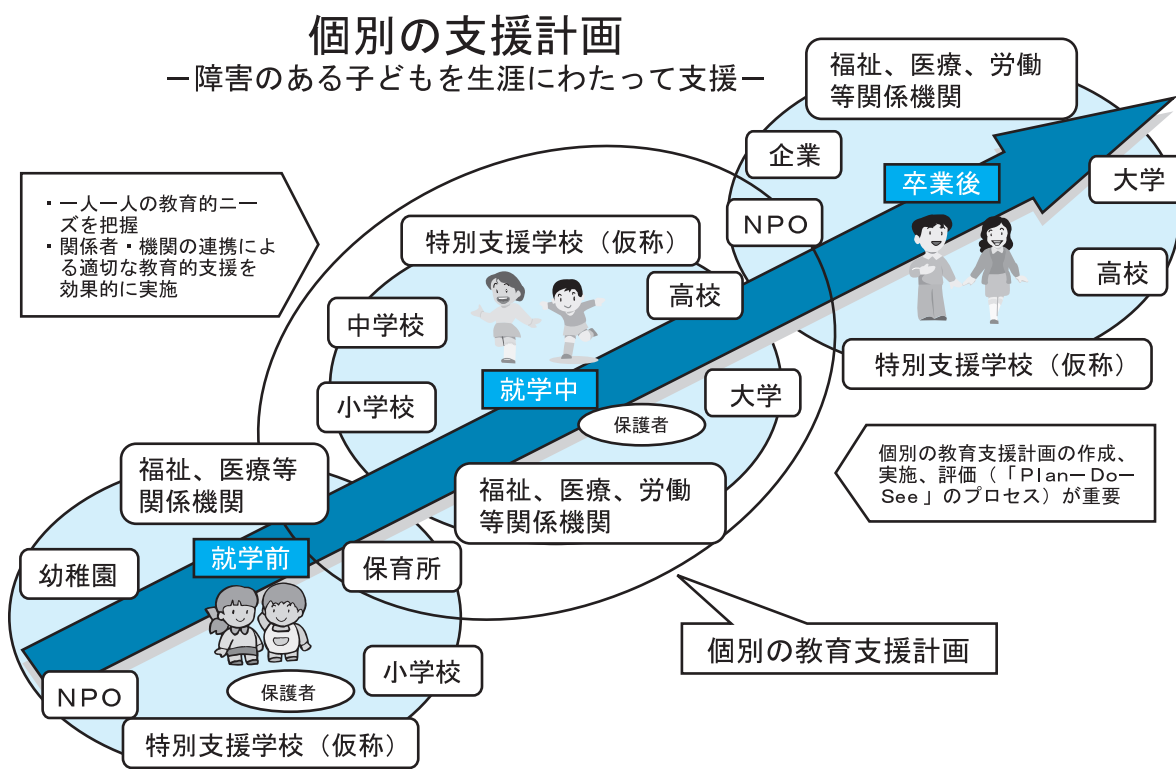 個別の支援計画
－障害のある子どもを生涯にわたって支援－
福祉、医療、労働
等関係機関
企業
卒業後
大学
NPO
高校
特別支援学校（仮称）
・一人一人の教育的ニー
ズを把握
・関係者・機関の連携によ
る適切な教育的支援を
効果的に実施
特別支援学校（仮称）
高校
中学校
就学中
小学校
大学
保護者
福祉、医療、労働
等関係機関
個別の教育支援計画の作成、
実施、評価（「Plan－Do－
See」のプロセス）が重要
福祉、医療等
関係機関
就学前
幼稚園
保育所
小学校
NPO
保護者
特別支援学校（仮称）
個別の教育支援計画